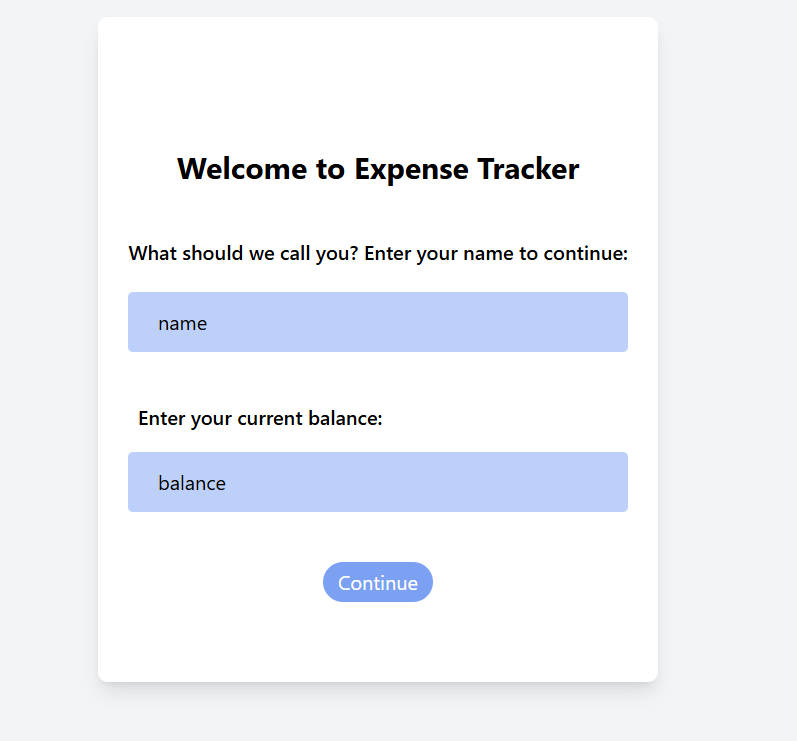 Welcome to Expense Tracker
What should we call you? Enter your name to continue:
name
Enter your current balance:
balance
Continue